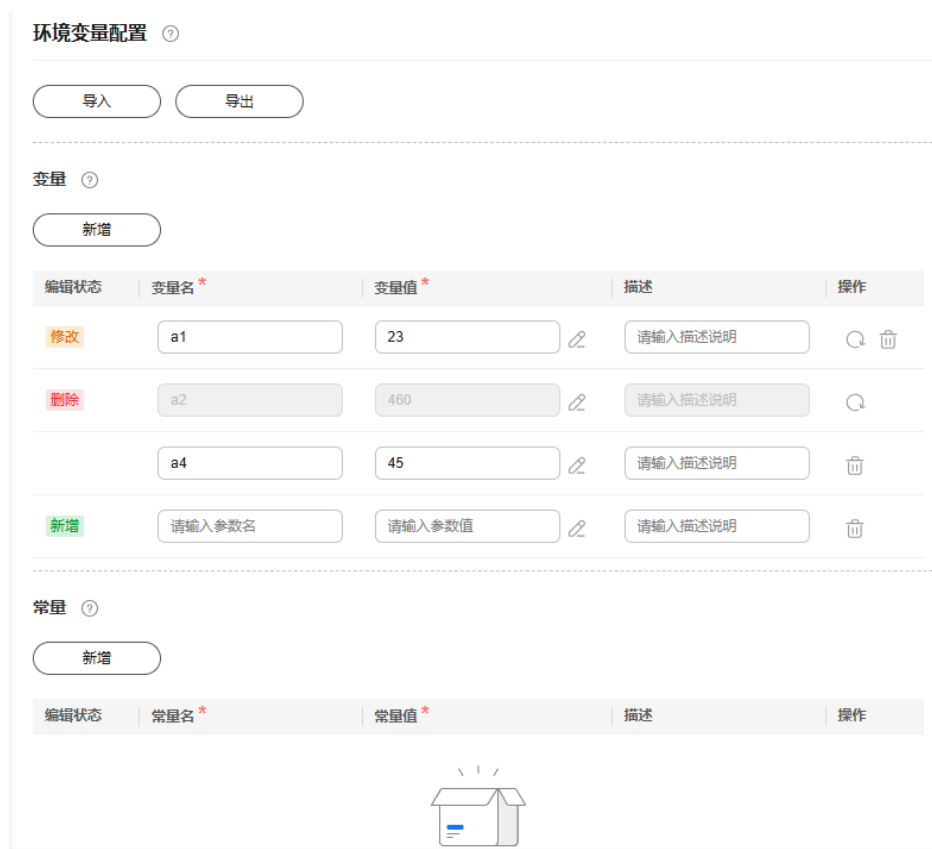 环境变量配置 ?
导入 导出
变量 ?
新增
编辑状态 变量名* 变量值* 描述 操作
修改 a1 23 请输入描述说明
删除 a2 460 请输入描述说明
a4 45 请输入描述说明
新增 请输入参数名 请输入参数值 请输入描述说明
常量 ?
新增
编辑状态 常量名* 常量值* 描述 操作